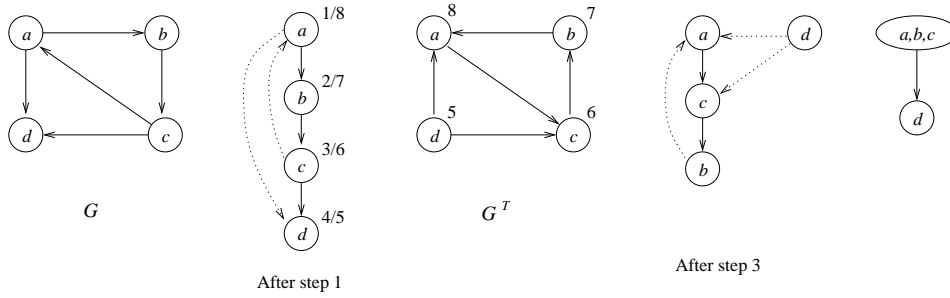 a
b
d
c
G
1/8
a
2/7
b
3/6
c
4/5
d
After step 1
8
a
7
b
5
d
6
c
G T
a
d
c
b
After step 3
a,b,c
d